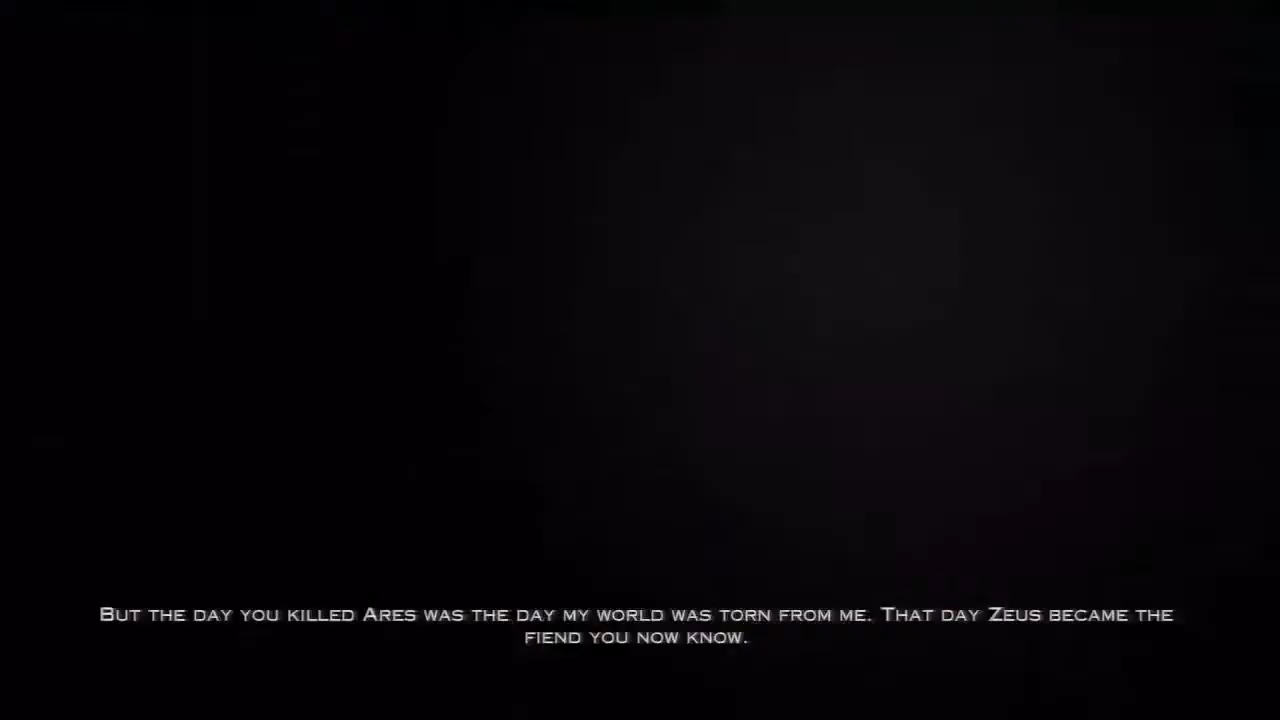 But the day you killed Ares was the day my world was torn from me. That day Zeus became the
fiend you now know.